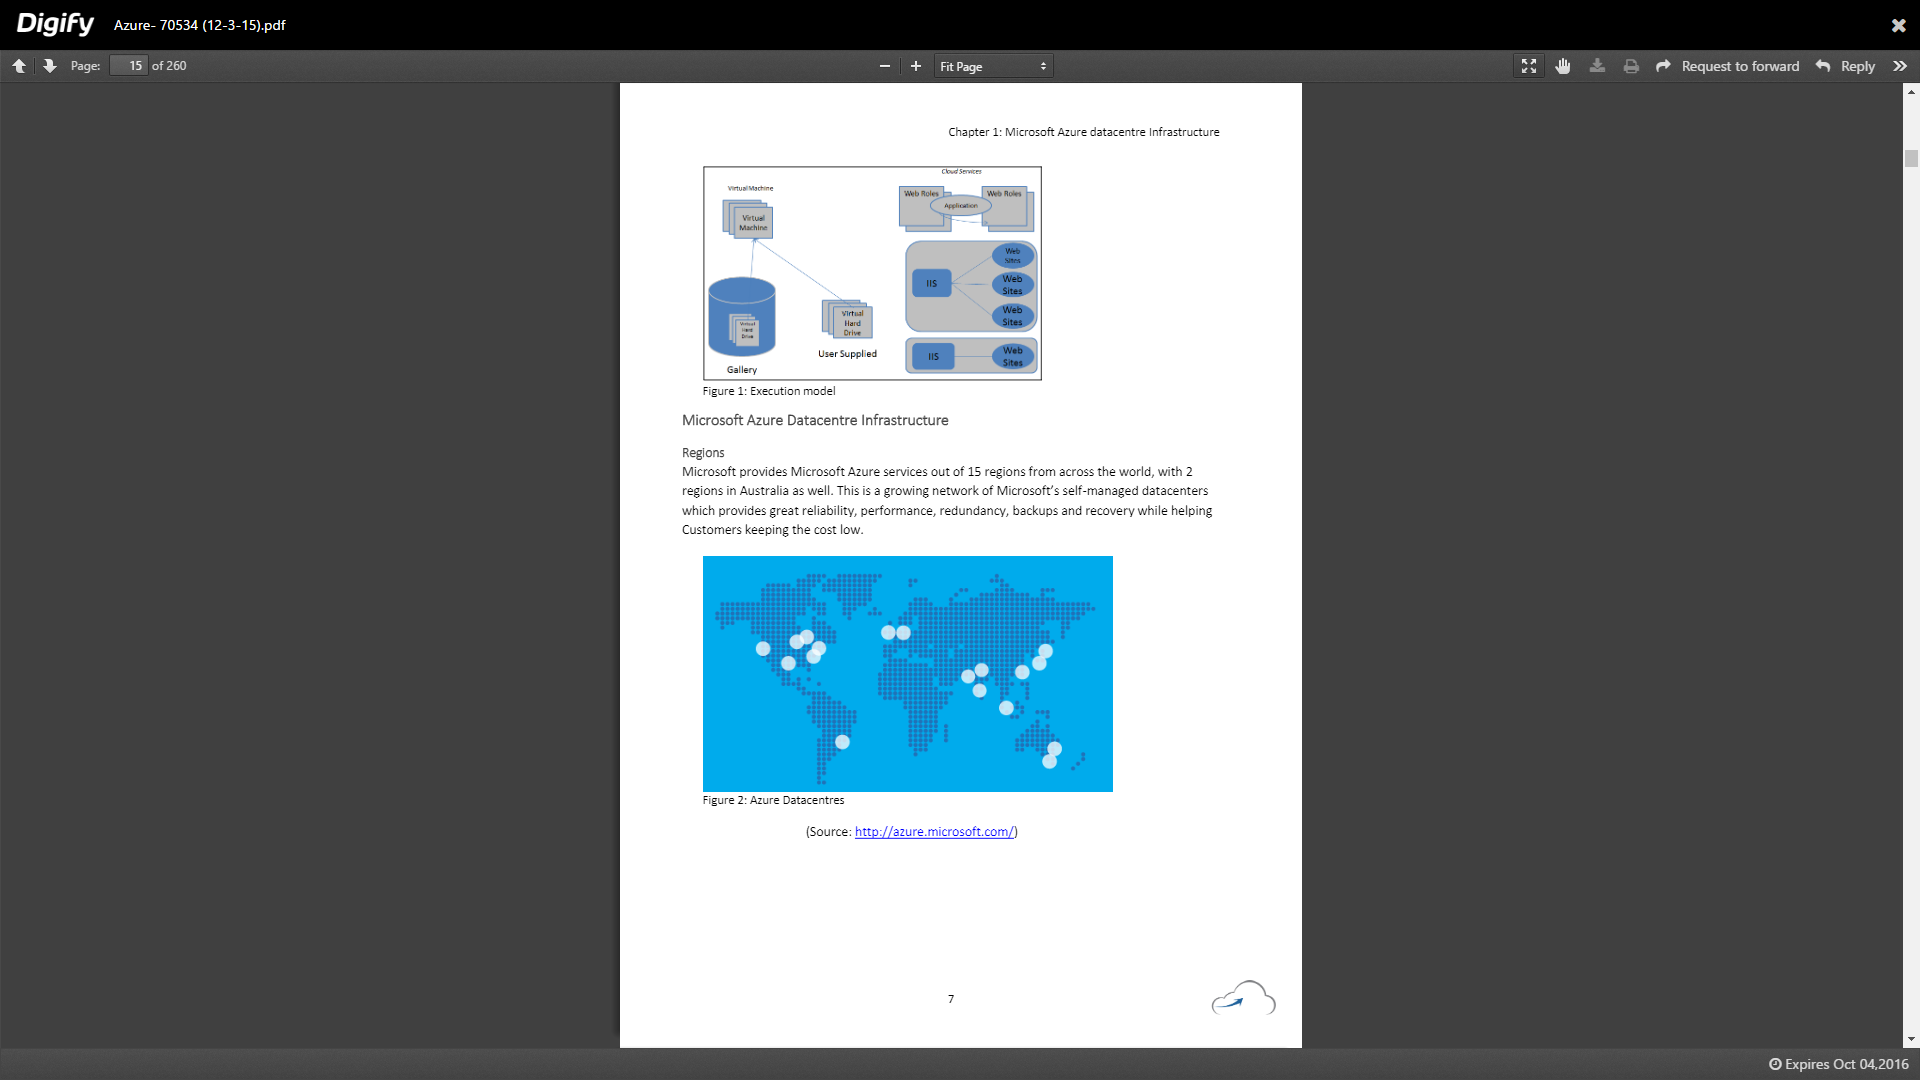 Digify Azure- 70534 (12-3-15).pdf
Page: 15 of 260 Fit Page Request to forward Reply
Chapter 1: Microsoft Azure datacentre Infrastructure
Cloud Services
Virtual Machine
Web Roles
Web Roles
Application
Virtual
Machine
Web
Sites
IIS
Web
Sites
Web
Sites
Virtual
Hard
Drive
Virtual
Hard
Drive
User Supplied
IIS
Web
Sites
Gallery
Figure 1: Execution model
Microsoft Azure Datacentre Infrastructure
Regions
Microsoft provides Microsoft Azure services out of 15 regions from across the world, with 2
regions in Australia as well. This is a growing network of Microsoft's self-managed datacenters
which provides great reliability, performance, redundancy, backups and recovery while helping
Customers keeping the cost low.
Figure 2: Azure Datacentres
(Source: http://azure.microsoft.com/)
7
Expires Oct 04,2016